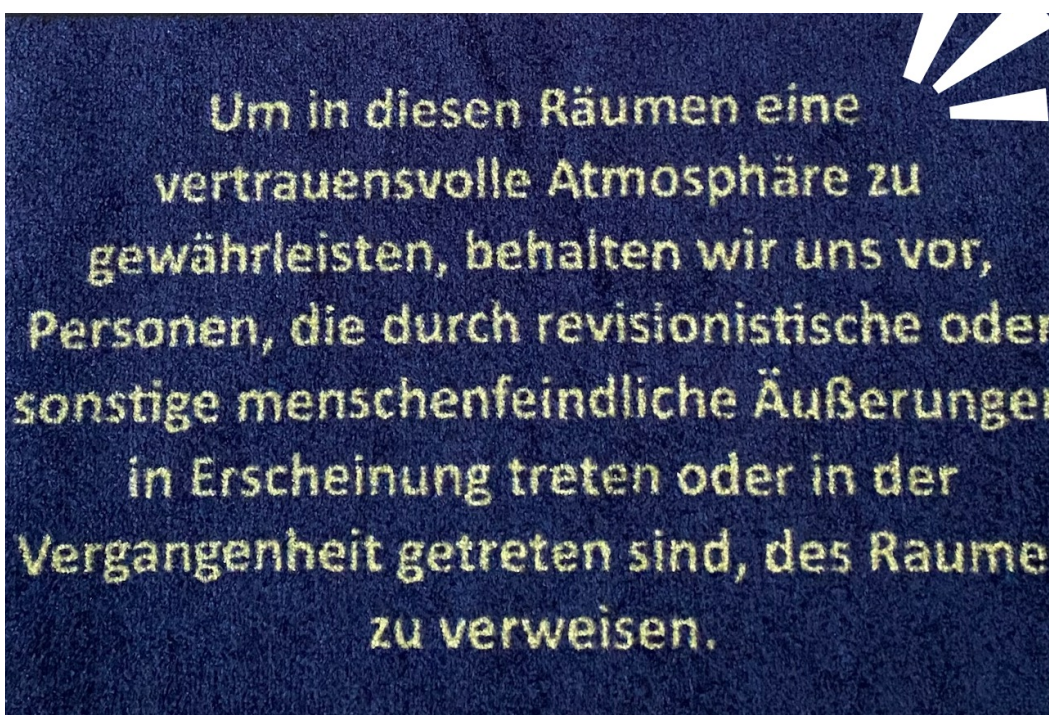 Um in diesen Räumen eine
vertrauensvolle Atmosphäre zu
gewährleisten, behalten wir uns vor,
Personen, die durch revisionistische oder
sonstige menschenfeindliche Äußerungen
in Erscheinung treten oder in der
Vergangenheit getreten sind, des Raume
zu verweisen.